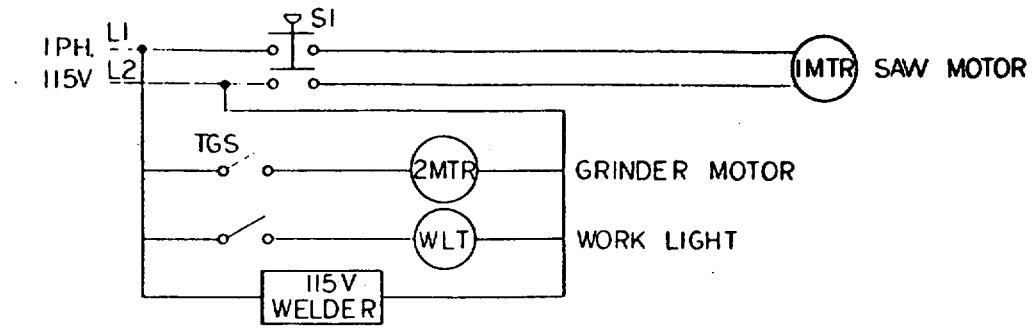 S1
1PH. L1
115V L2
1MTR SAW MOTOR
TGS
2MTR GRINDER MOTOR
WLT WORK LIGHT
115V
WELDER